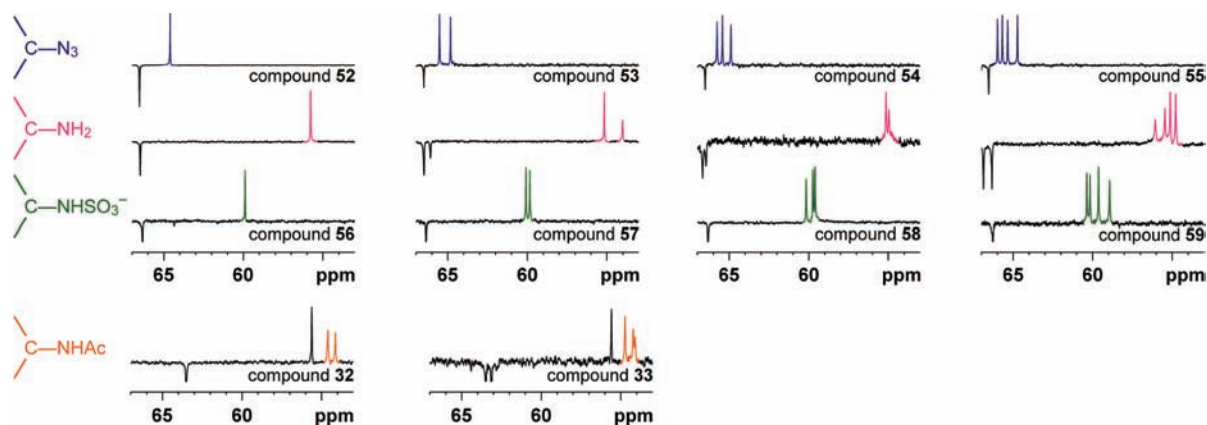 C—N₃
compound 52
compound 53
compound 54
compound 55
C—NH₂
C—NHSO₃⁻
compound 56
compound 57
compound 58
compound 59
65 60 ppm
65 60 ppm
65 60 ppm
65 60 ppm
C—NHAc
compound 32
compound 33
65 60 ppm
65 60 ppm